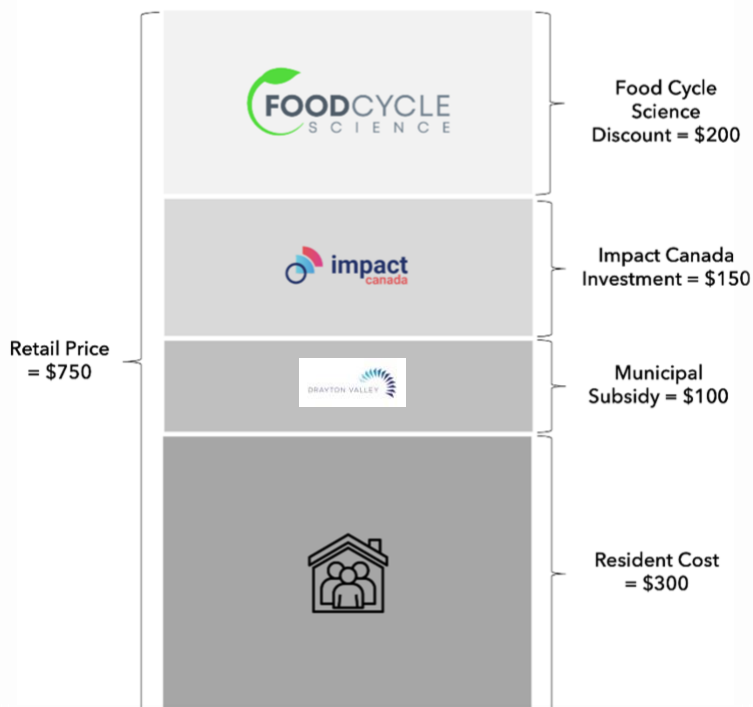 FOODCYCLE
SCIENCE
Food Cycle
Science
Discount = $200
impact
canada
Impact Canada
Investment = $150
Retail Price
= $750
DRAYTON VALLEY
Municipal
Subsidy = $100
Resident Cost
= $300